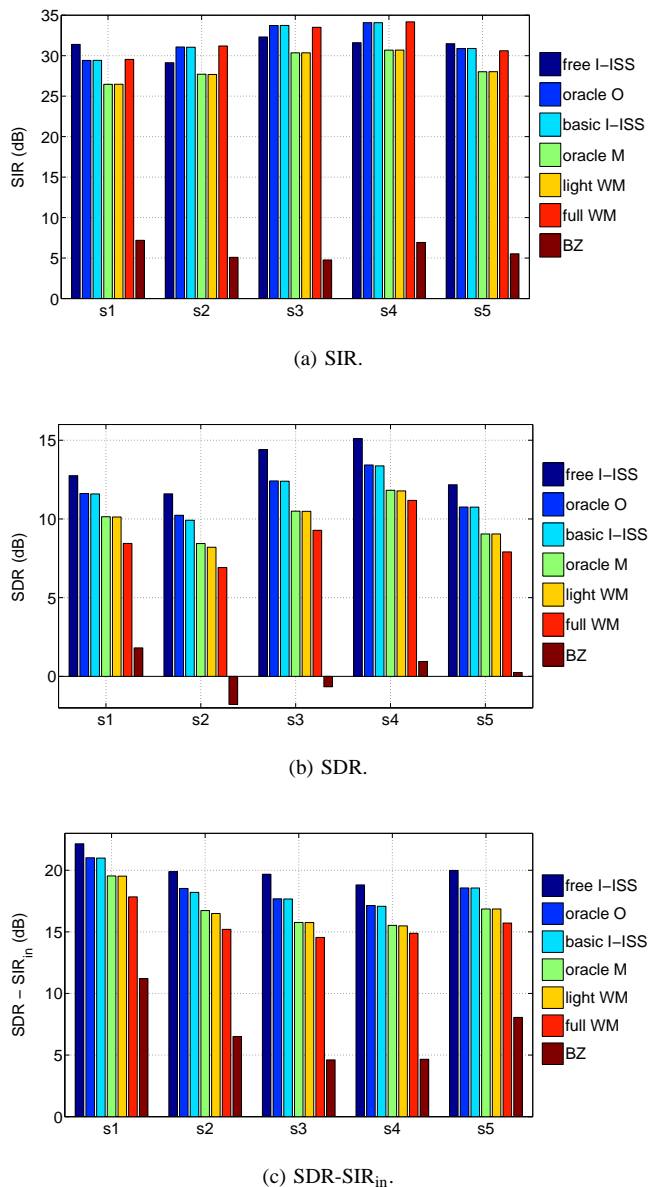 35
30
25
20
15
10
5
0
SIR (dB)
s1 s2 s3 s4 s5
free I−ISS
oracle O
basic I−ISS
oracle M
light WM
full WM
BZ
(a) SIR.
15
10
5
0
SDR (dB)
s1 s2 s3 s4 s5
free I−ISS
oracle O
basic I−ISS
oracle M
light WM
full WM
BZ
(b) SDR.
20
15
10
5
0
SDR − SIRin (dB)
s1 s2 s3 s4 s5
free I−ISS
oracle O
basic I−ISS
oracle M
light WM
full WM
BZ
(c) SDR-SIRin.